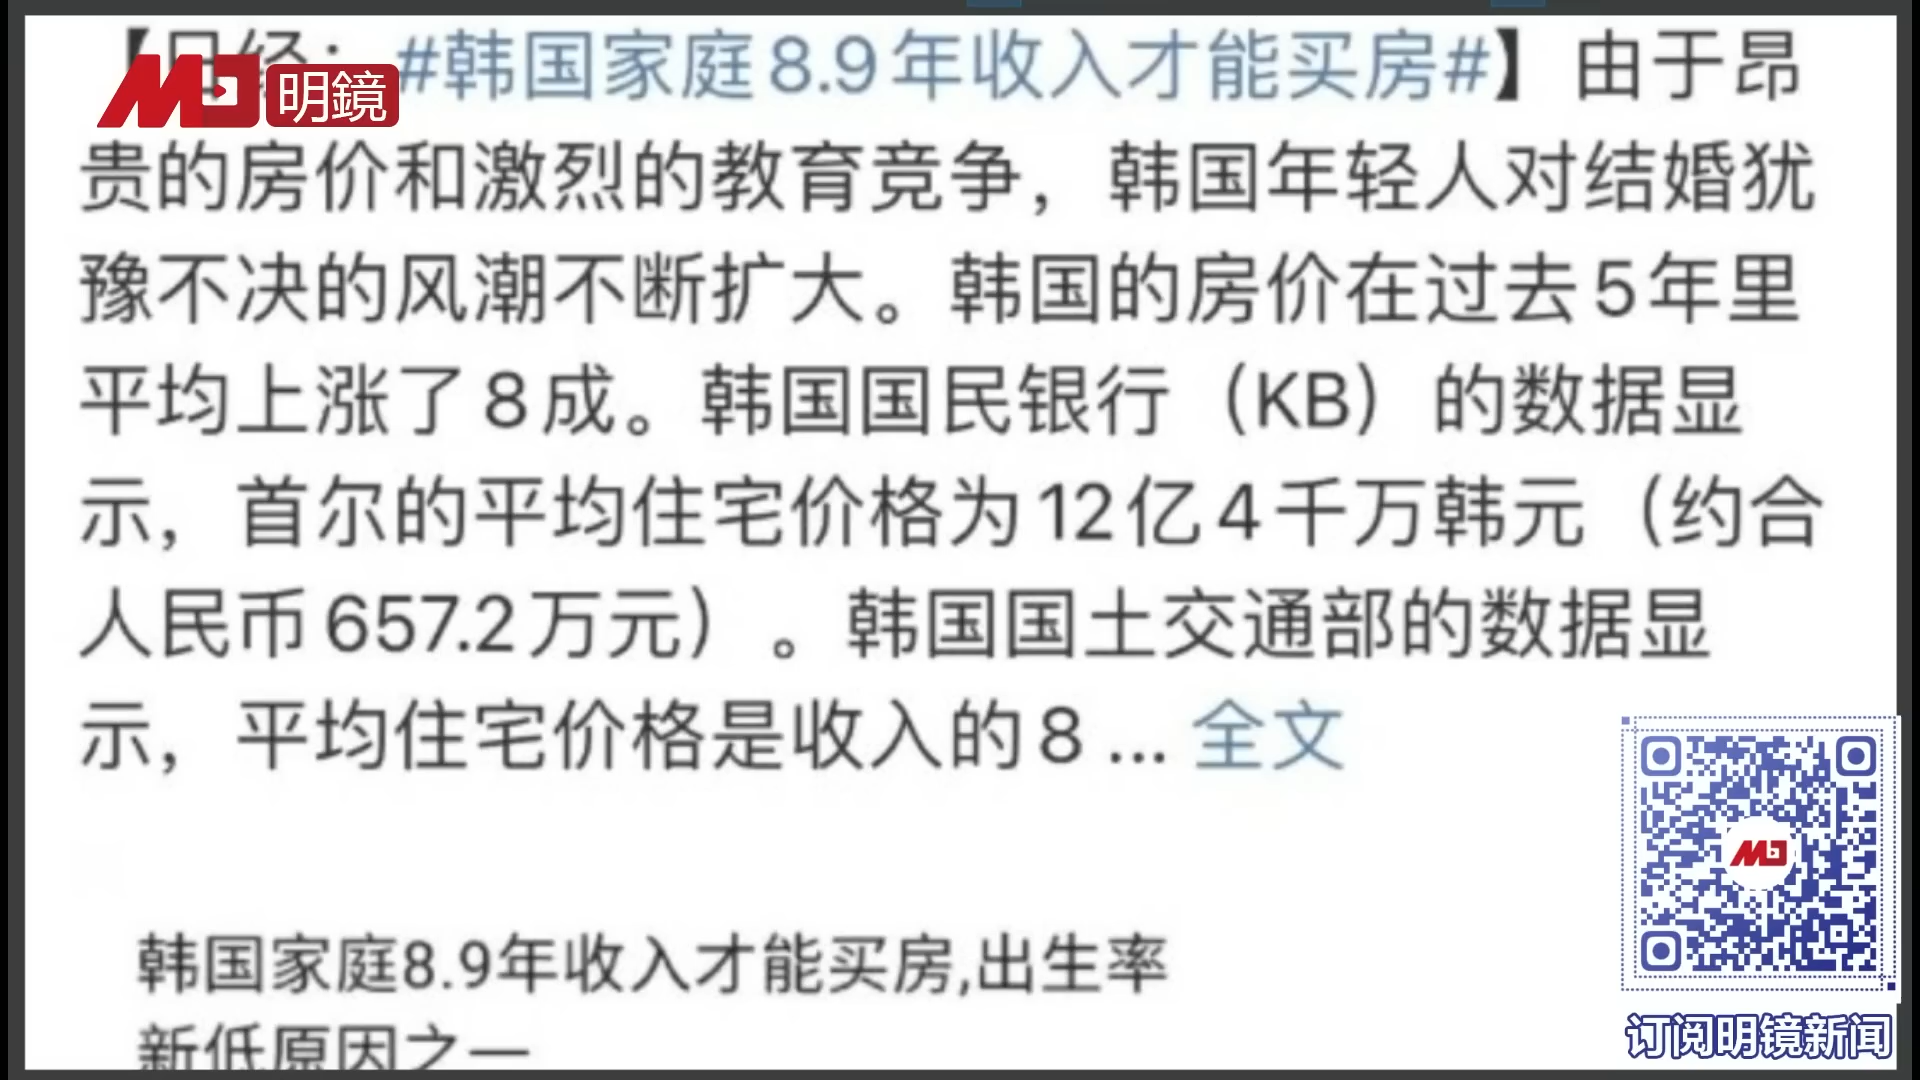 明鏡
#韩国家庭8.9年收入才能买房#】由于昂
贵的房价和激烈的教育竞争，韩国年轻人对结婚犹
豫不决的风潮不断扩大。韩国的房价在过去5年里
平均上涨了8成。韩国国民银行（KB）的数据显
示，首尔的平均住宅价格为12亿4千万韩元（约合
人民币657.2万元）。韩国国土交通部的数据显
示，平均住宅价格是收入的8 ... 全文
韩国家庭8.9年收入才能买房,出生率
新低原因之一
订阅明镜新闻